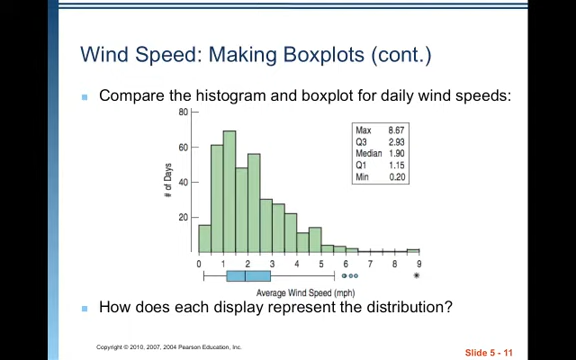 Wind Speed: Making Boxplots (cont.)
Compare the histogram and boxplot for daily wind speeds:
80
60
40
20
# of Days
Max 8.67
Q3 2.93
Median 1.90
Q1 1.15
Min 0.20
0 1 2 3 4 5 6 7 8 9
Average Wind Speed (mph)
How does each display represent the distribution?
Copyright © 2010, 2007, 2004 Pearson Education, Inc.
Slide 5 - 11